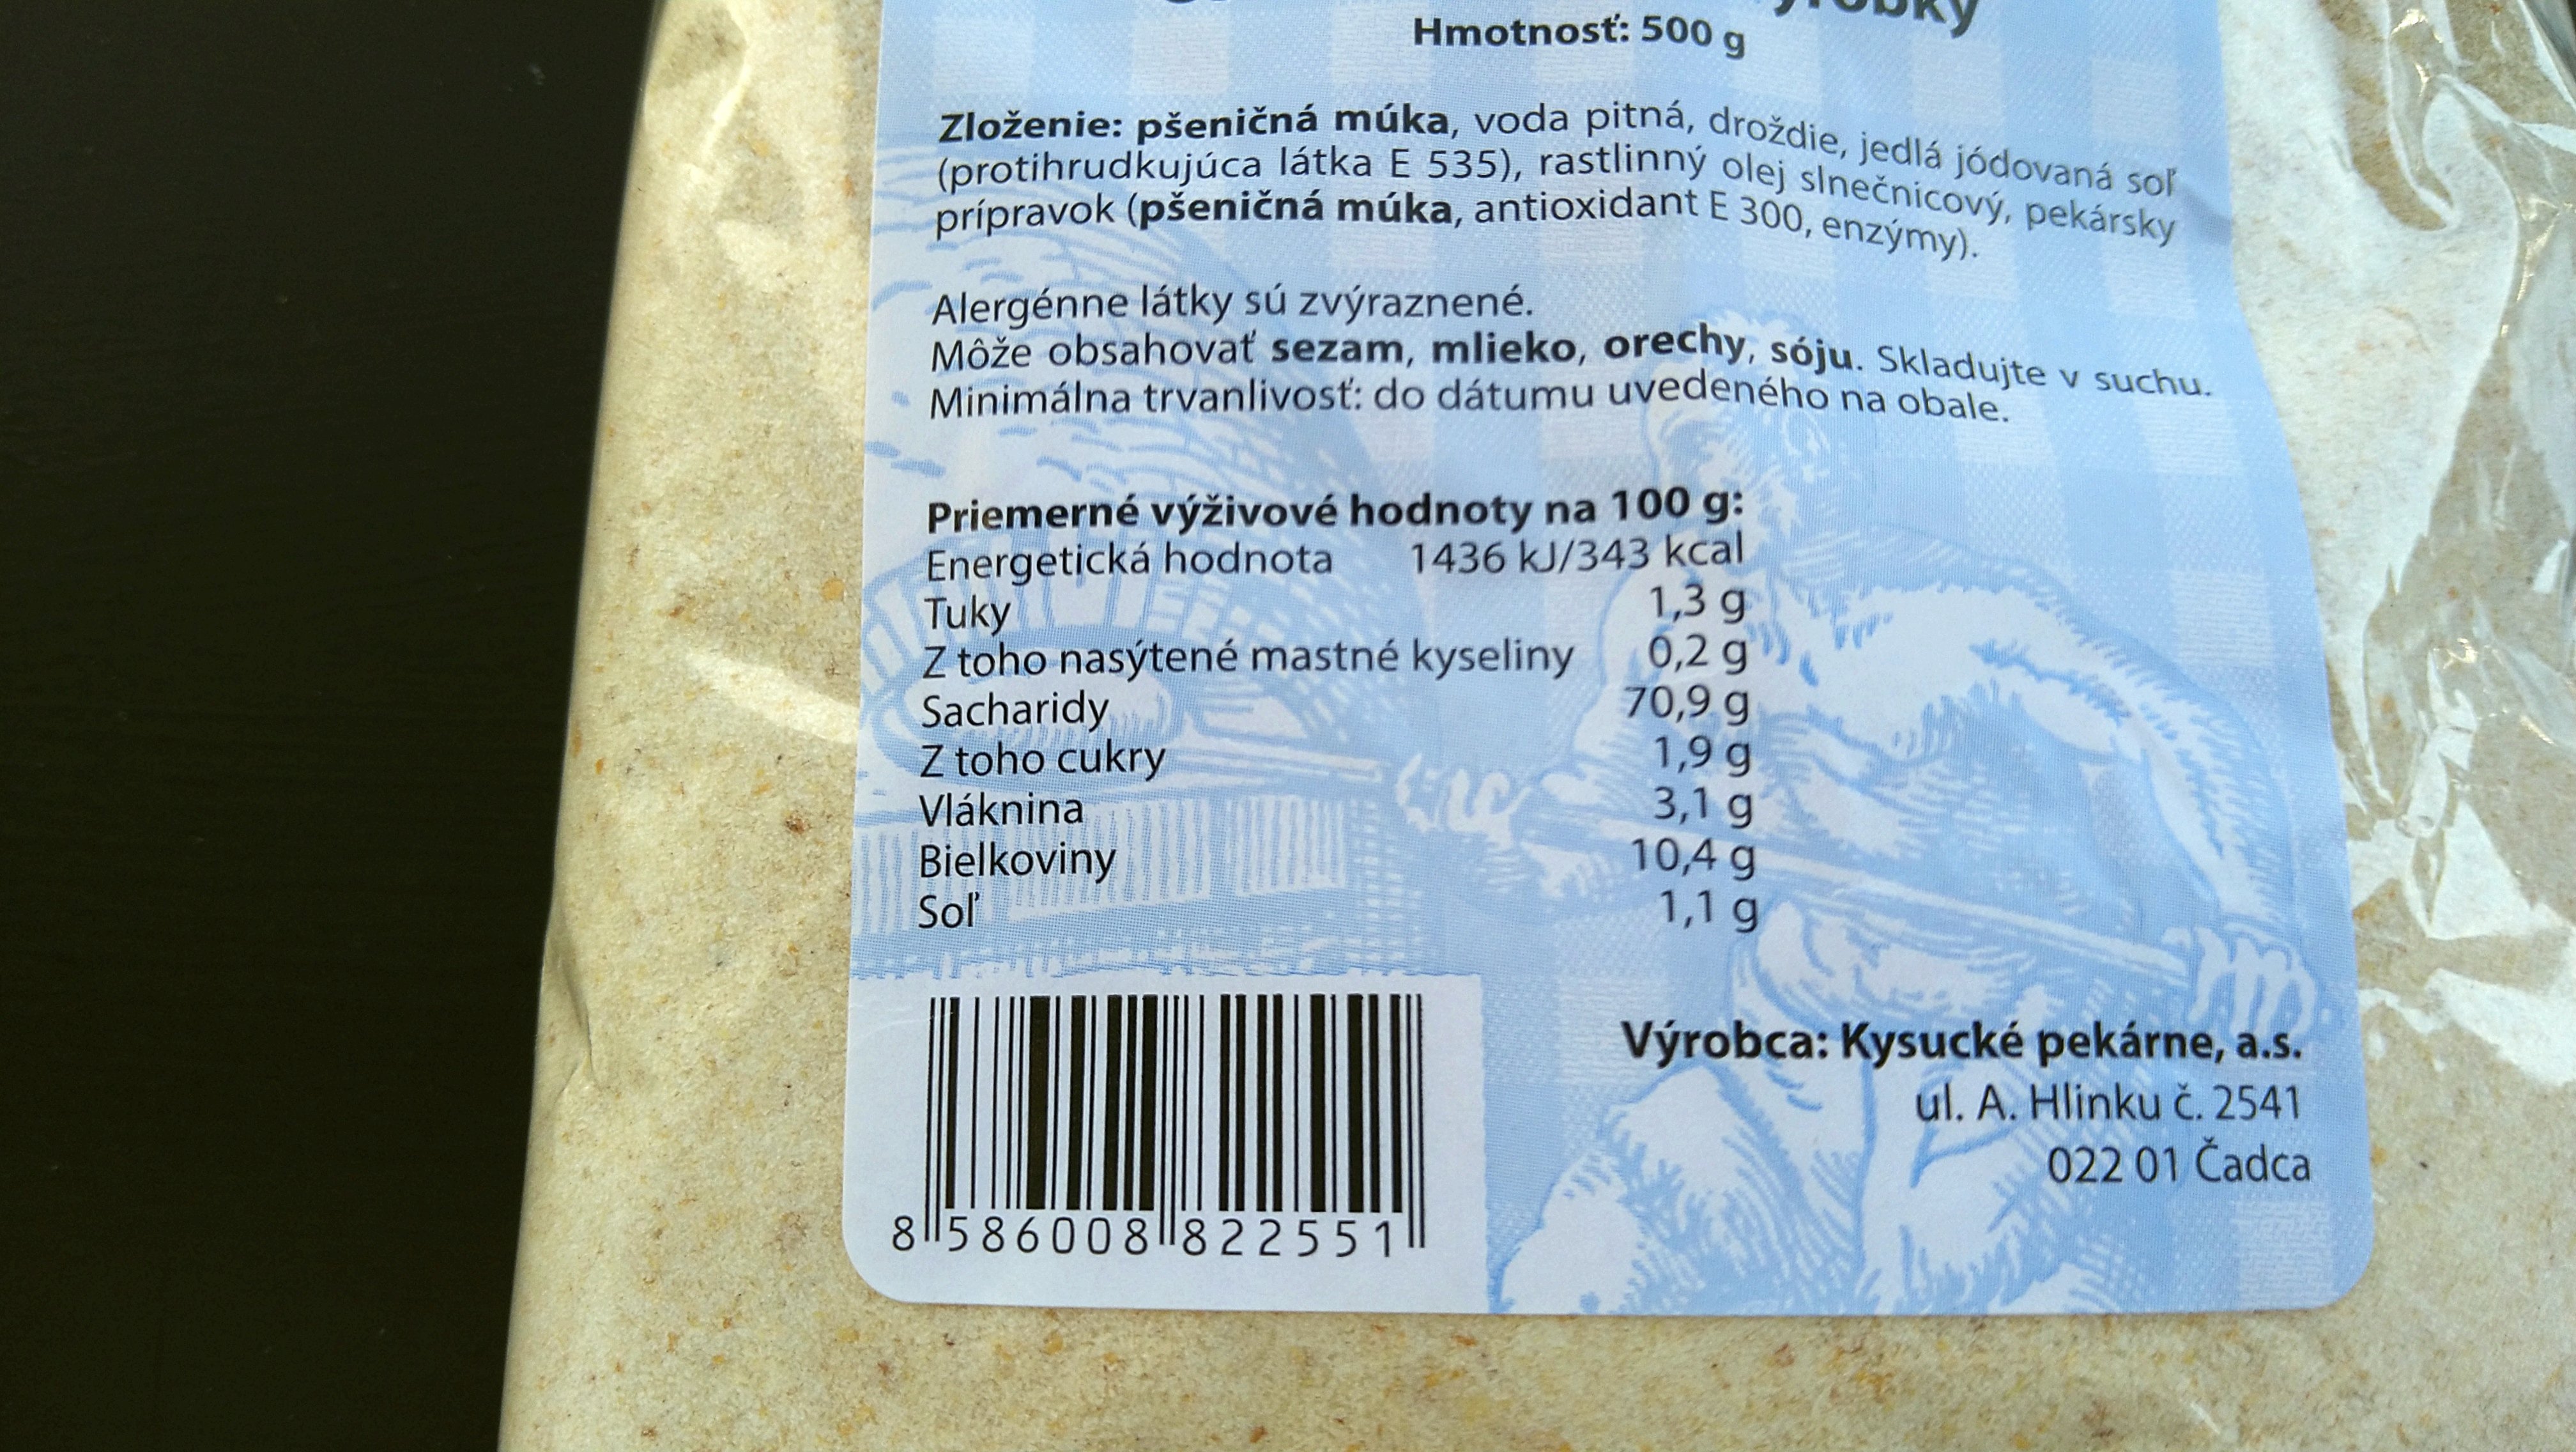 Hmotnosť: 500 g
Zloženie: pšeničná múka, voda pitná, droždie, jedlá jódovaná soľ
(protihrudkujúca látka E 535), rastlinný olej slnečnicový, pekársky
prípravok (pšeničná múka, antioxidant E 300, enzýmy).
Alergénne látky sú zvýraznené.
Môže obsahovať sezam, mlieko, orechy, sóju. Skladujte v suchu.
Minimálna trvanlivosť: do dátumu uvedeného na obale.
Priemerné výživové hodnoty na 100 g:
Energetická hodnota 1436 kJ/343 kcal
Tuky 1,3 g
Z toho nasýtené mastné kyseliny 0,2 g
Sacharidy 70,9 g
Z toho cukry 1,9 g
Vláknina 3,1 g
Bielkoviny 10,4 g
Soľ 1,1 g
8 586008 822551
Výrobca: Kysucké pekárne, a.s.
ul. A. Hlinku č. 2541
022 01 Čadca